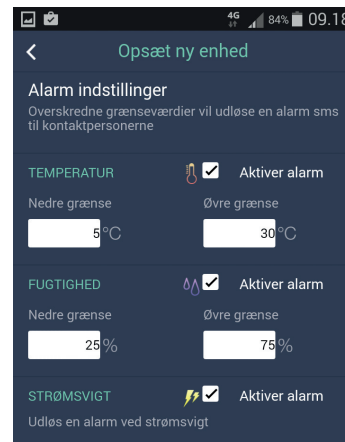 4G 84% 09.18
Opsæt ny enhed
Alarm indstillinger
Overskredne grænseværdier vil udløse en alarm sms
til kontaktpersonerne
TEMPERATUR Aktiver alarm
Nedre grænse Øvre grænse
5 °C 30 °C
FUGTIGHED Aktiver alarm
Nedre grænse Øvre grænse
25 % 75 %
STRØMSVIGT Aktiver alarm
Udløs en alarm ved strømsvigt